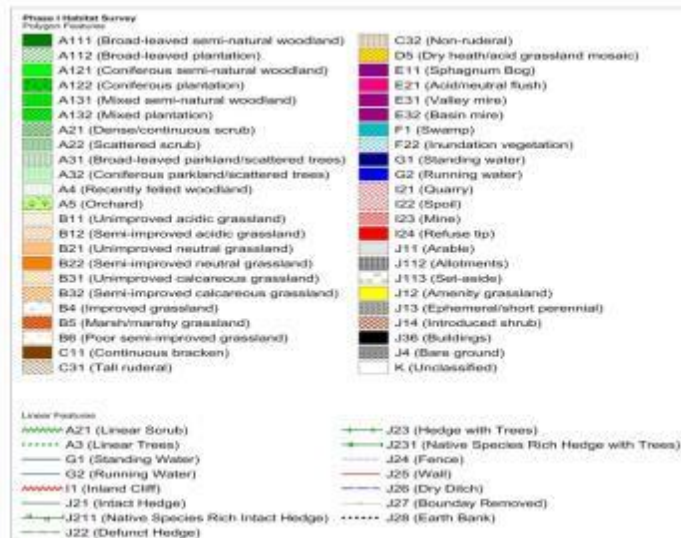 Phase I Habitat Survey
Polygon Features
A111 (Broad-leaved semi-natural woodland)
A112 (Broad-leaved plantation)
A121 (Coniferous semi-natural woodland)
A122 (Coniferous plantation)
A131 (Mixed semi-natural woodland)
A132 (Mixed plantation)
A21 (Dense/continuous scrub)
A22 (Scattered scrub)
A31 (Broad-leaved parkland/scattered trees)
A32 (Coniferous parkland/scattered trees)
A4 (Recently felled woodland)
A5 (Orchard)
B11 (Unimproved acidic grassland)
B12 (Semi-improved acidic grassland)
B21 (Unimproved neutral grassland)
B22 (Semi-improved neutral grassland)
B31 (Unimproved calcareous grassland)
B32 (Semi-improved calcareous grassland)
B4 (Improved grassland)
B5 (Marsh/marshy grassland)
B6 (Poor semi-improved grassland)
C11 (Continuous bracken)
C31 (Tall ruderal)
C32 (Non-ruderal)
D5 (Dry heath/acid grassland mosaic)
E11 (Sphagnum Bog)
E21 (Acid/neutral flush)
E31 (Valley mire)
E32 (Basin mire)
F1 (Swamp)
F22 (Inundation vegetation)
G1 (Standing water)
G2 (Running water)
I21 (Quarry)
I22 (Spoil)
I23 (Mine)
I24 (Refuse tip)
J11 (Arable)
J112 (Allotments)
J113 (Set-aside)
J12 (Amenity grassland)
J13 (Ephemeral/short perennial)
J14 (Introduced shrub)
J36 (Buildings)
J4 (Bare ground)
K (Unclassified)
Linear Features
A21 (Linear Scrub)
A3 (Linear Trees)
G1 (Standing Water)
G2 (Running Water)
I1 (Inland Cliff)
J21 (Intact Hedge)
J211 (Native Species Rich Intact Hedge)
J22 (Defunct Hedge)
J23 (Hedge with Trees)
J231 (Native Species Rich Hedge with Trees)
J24 (Fence)
J25 (Wall)
J26 (Dry Ditch)
J27 (Bounday Removed)
J28 (Earth Bank)